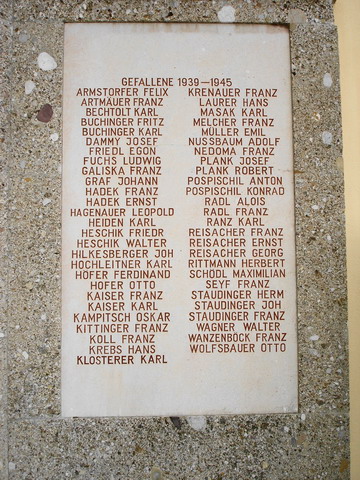 GEFALLENE 1939—1945
ARMSTORFER FELIX
ARTMÄUER FRANZ
BECHTOLT KARL
BUCHINGER FRITZ
BUCHINGER KARL
DAMMY JOSEF
FRIEDL EGON
FUCHS LUDWIG
GALISKA FRANZ
GRAF JOHANN
HADEK FRANZ
HADEK ERNST
HAGENAUER LEOPOLD
HEIDEN KARL
HESCHIK FRIEDR
HESCHIK WALTER
HILKESBERGER JOH
HOCHLEITNER KARL
HOFER FERDINAND
HOFER OTTO
KAISER FRANZ
KAISER KARL
KAMPITSCH OSKAR
KITTINGER FRANZ
KOLL FRANZ
KREBS HANS
KLOSTERER KARL
KRENAUER FRANZ
LAURER HANS
MASAK KARL
MELCHER FRANZ
MÜLLER EMIL
NUSSBAUM ADOLF
NEDOMA FRANZ
PLANK JOSEF
PLANK ROBERT
POSPISCHIL ANTON
POSPISCHIL KONRAD
RADL ALOIS
RADL FRANZ
RANZ KARL
REISACHER FRANZ
REISACHER ERNST
REISACHER GEORG
RITTMANN HERBERT
SCHÖDL MAXIMILIAN
SEYF FRANZ
STAUDINGER HERM
STAUDINGER JOH
STAUDINGER FRANZ
WAGNER WALTER
WANZENBÖCK FRANZ
WOLFSBAUER OTTO